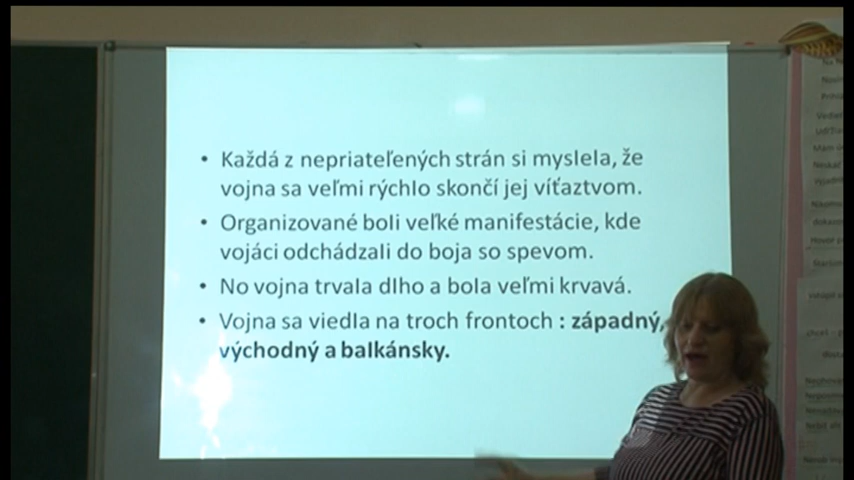 • Každá z nepriateľených strán si myslela, že
vojna sa veľmi rýchlo skončí jej víťaztvom.
• Organizované boli veľké manifestácie, kde
vojáci odchádzali do boja so spevom.
• No vojna trvala dlho a bola veľmi krvavá.
• Vojna sa viedla na troch frontoch : západný,
východný a balkánsky.